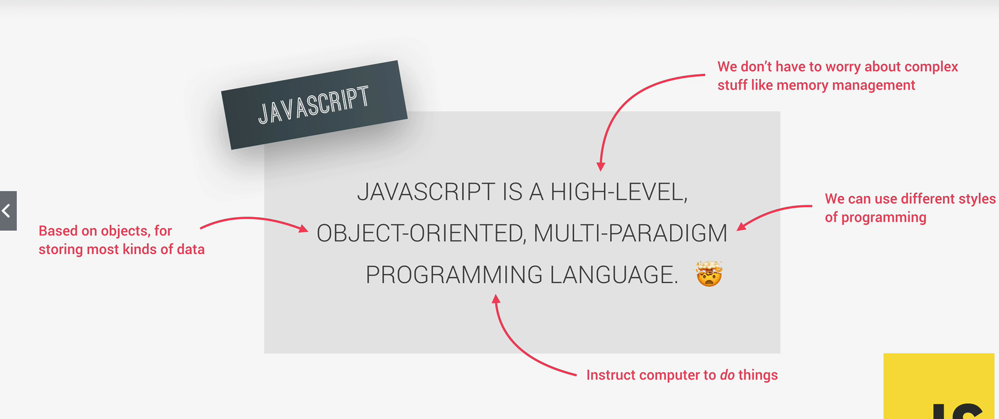 JAVASCRIPT
We don't have to worry about complex
stuff like memory management
JAVASCRIPT IS A HIGH-LEVEL,
OBJECT-ORIENTED, MULTI-PARADIGM
PROGRAMMING LANGUAGE. 🤯
We can use different styles
of programming
Based on objects, for
storing most kinds of data
Instruct computer to do things
JS